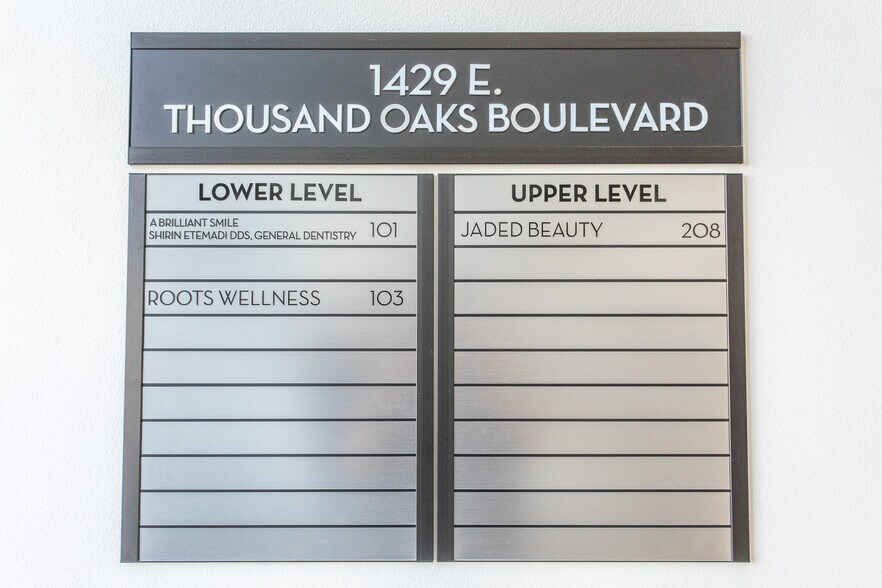 1429 E.
THOUSAND OAKS BOULEVARD
LOWER LEVEL
A BRILLIANT SMILE
SHIRIN ETEMADI DDS, GENERAL DENTISTRY 101
ROOTS WELLNESS 103
UPPER LEVEL
JADED BEAUTY 208